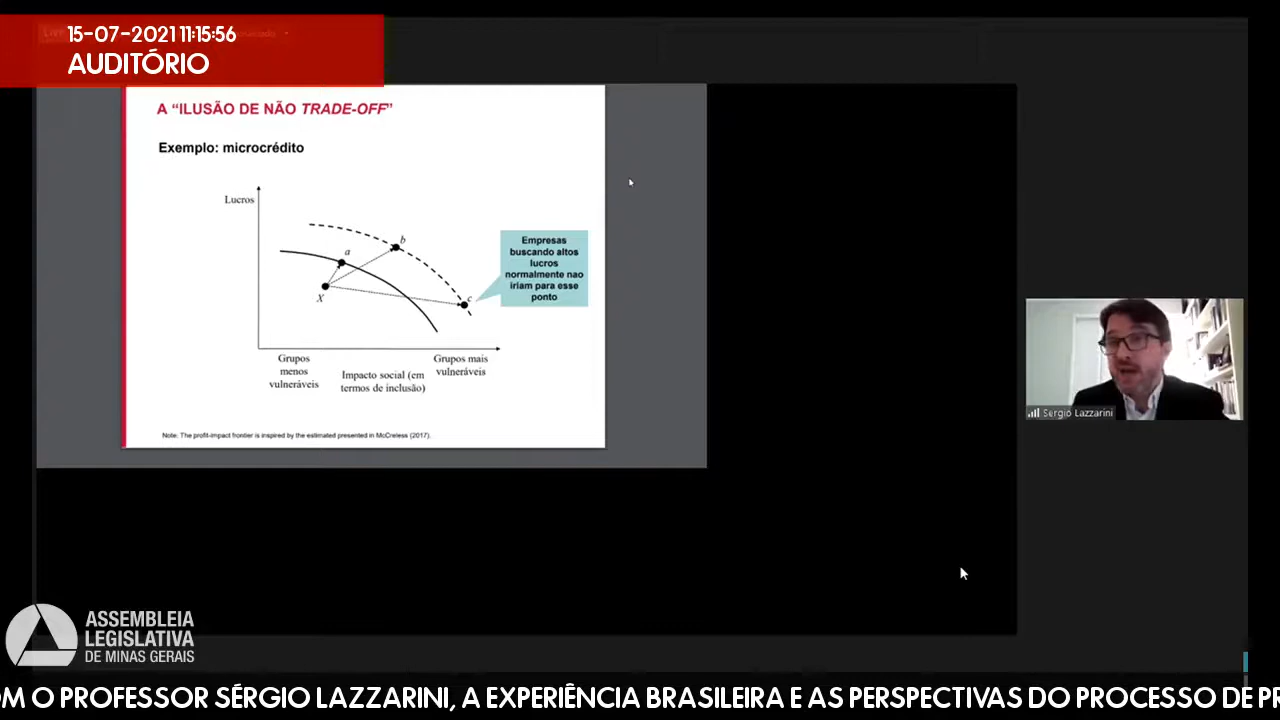 15-07-2021 11:15:56
AUDITÓRIO
A “ILUSÃO DE NÃO TRADE-OFF”
Exemplo: microcrédito
Lucros
a
b
c
X
Empresas
buscando altos
lucros
normalmente nao
iriam para esse
ponto
Grupos
menos
vulneráveis
Impacto social (em
termos de inclusão)
Grupos mais
vulneráveis
Note: The profit-impact frontier is inspired by the estimated presented in McCreless (2017).
Sergio Lazzarini
ASSEMBLEIA
LEGISLATIVA
DE MINAS GERAIS
OM O PROFESSOR SÉRGIO LAZZARINI, A EXPERIÊNCIA BRASILEIRA E AS PERSPECTIVAS DO PROCESSO DE PR